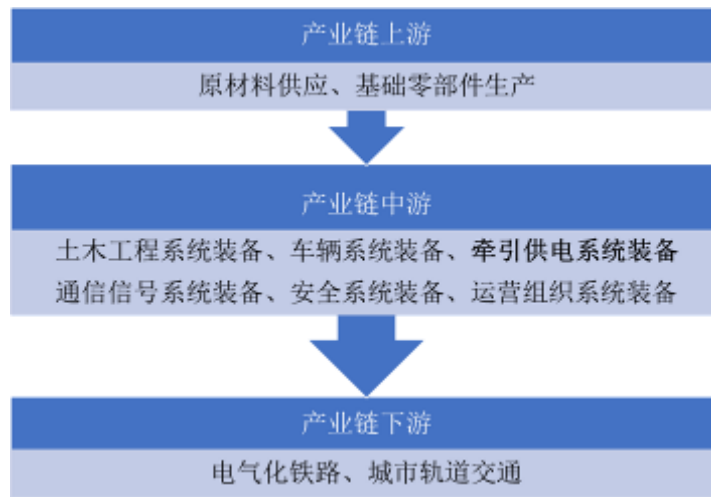 产业链上游
原材料供应、基础零部件生产
产业链中游
土木工程系统装备、车辆系统装备、牵引供电系统装备
通信信号系统装备、安全系统装备、运营组织系统装备
产业链下游
电气化铁路、城市轨道交通